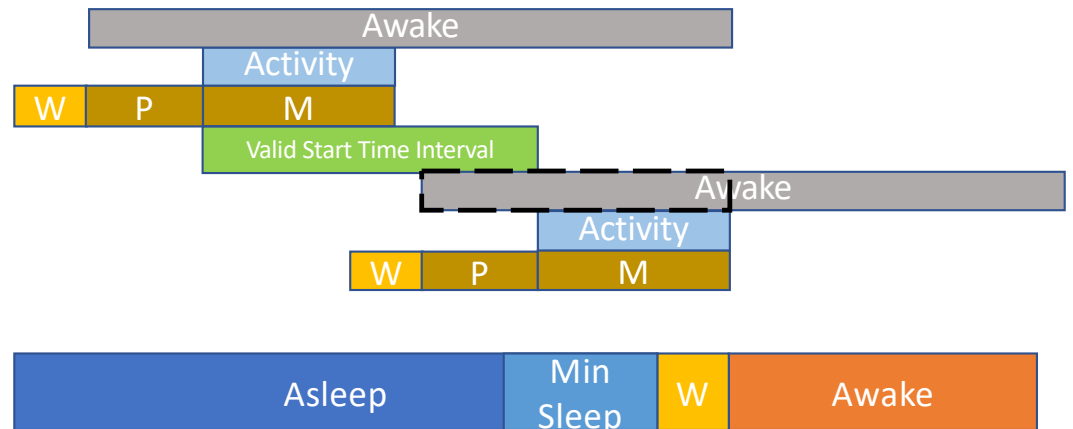 Awake
Activity
W P M
Valid Start Time Interval
Awake
Activity
W P M
Asleep Min Sleep W Awake